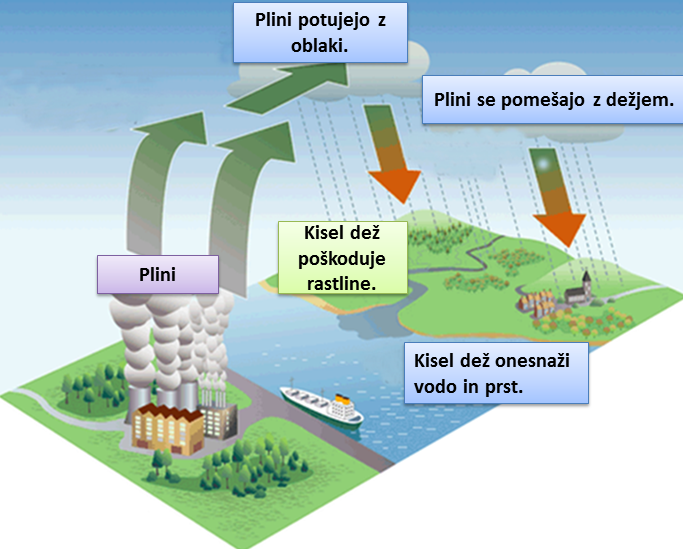 Plini potujejo z
oblaki.
Plini se pomešajo z dežjem.
Kisel dež
poškoduje
rastline.
Plini
Kisel dež onesnaži
vodo in prst.